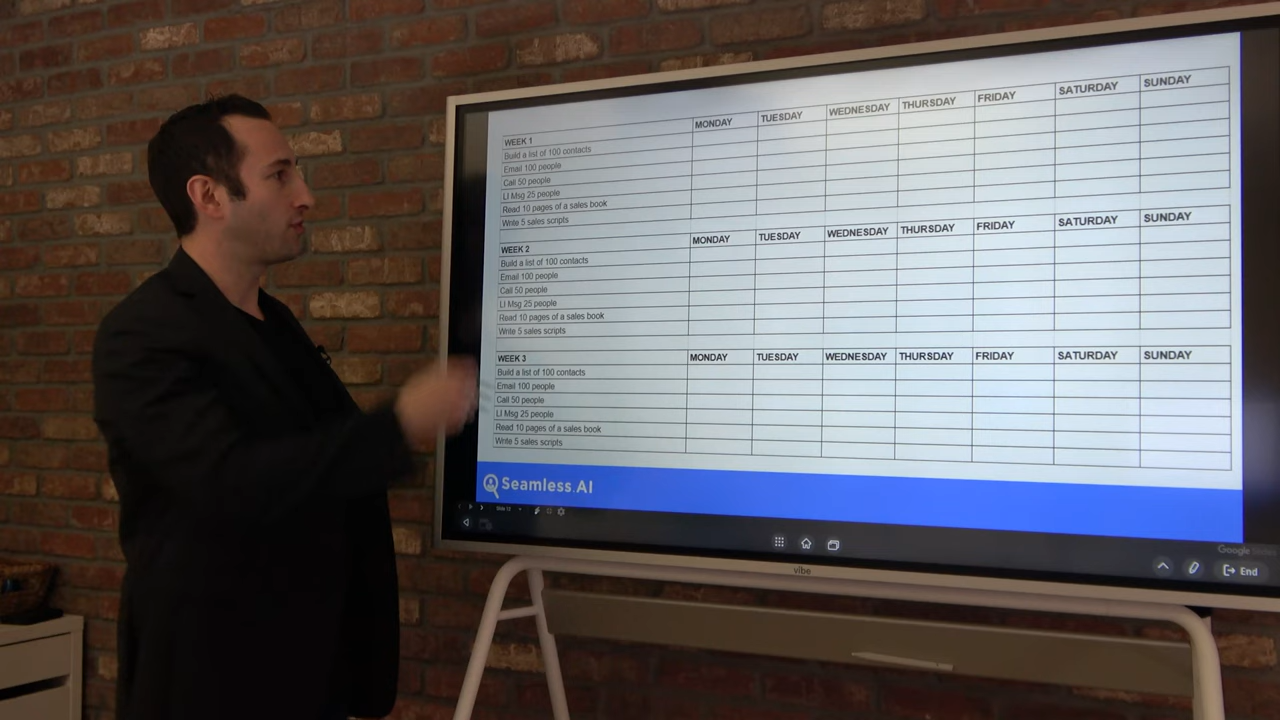 WEEK 1 MONDAY TUESDAY WEDNESDAY THURSDAY FRIDAY SATURDAY SUNDAY
Build a list of 100 contacts
Email 100 people
Call 50 people
LI Msg 25 people
Read 10 pages of a sales book
Write 5 sales scripts
WEEK 2 MONDAY TUESDAY WEDNESDAY THURSDAY FRIDAY SATURDAY SUNDAY
Build a list of 100 contacts
Email 100 people
Call 50 people
LI Msg 25 people
Read 10 pages of a sales book
Write 5 sales scripts
WEEK 3 MONDAY TUESDAY WEDNESDAY THURSDAY FRIDAY SATURDAY SUNDAY
Build a list of 100 contacts
Email 100 people
Call 50 people
LI Msg 25 people
Read 10 pages of a sales book
Write 5 sales scripts
Seamless.AI
Google Slides
End
vibe